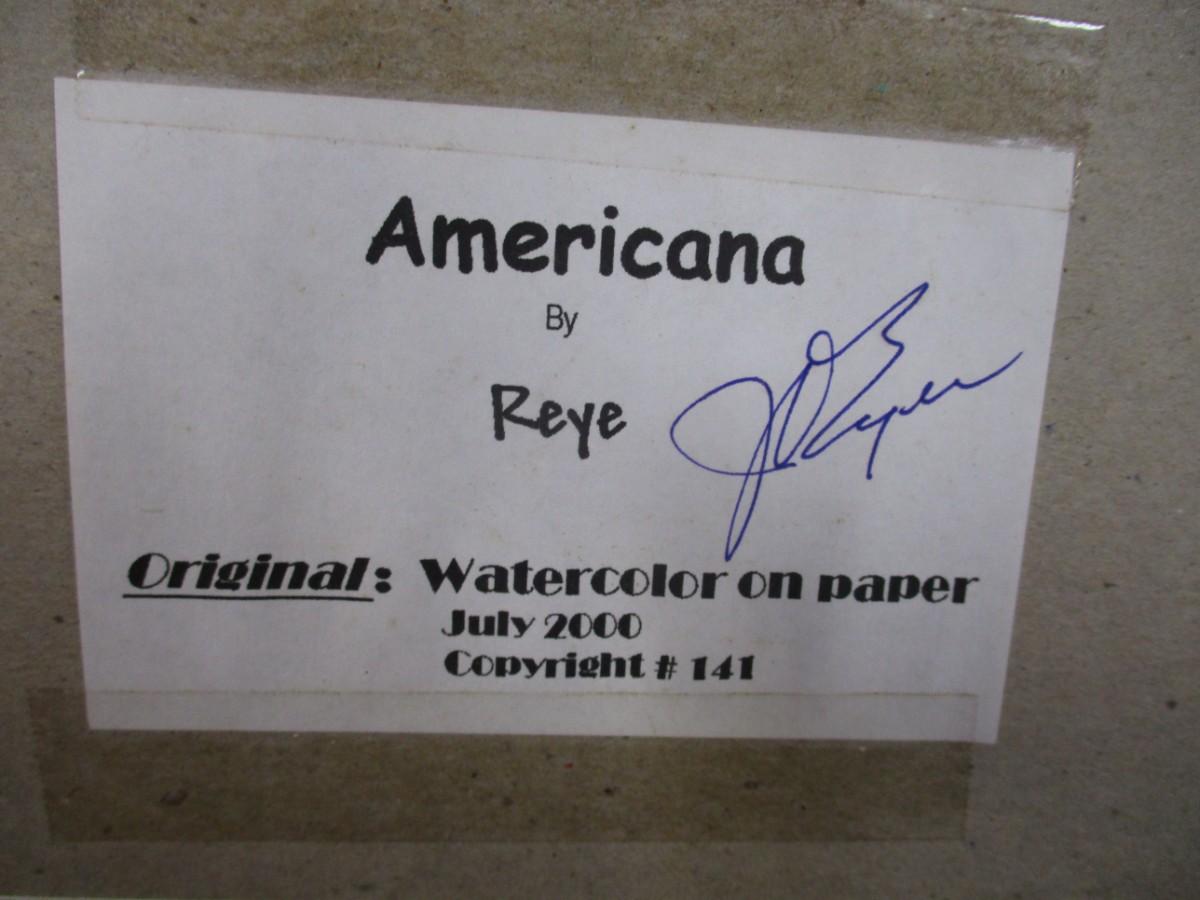 Americana
By
Reye
Original: Watercolor on paper
July 2000
Copyright # 141